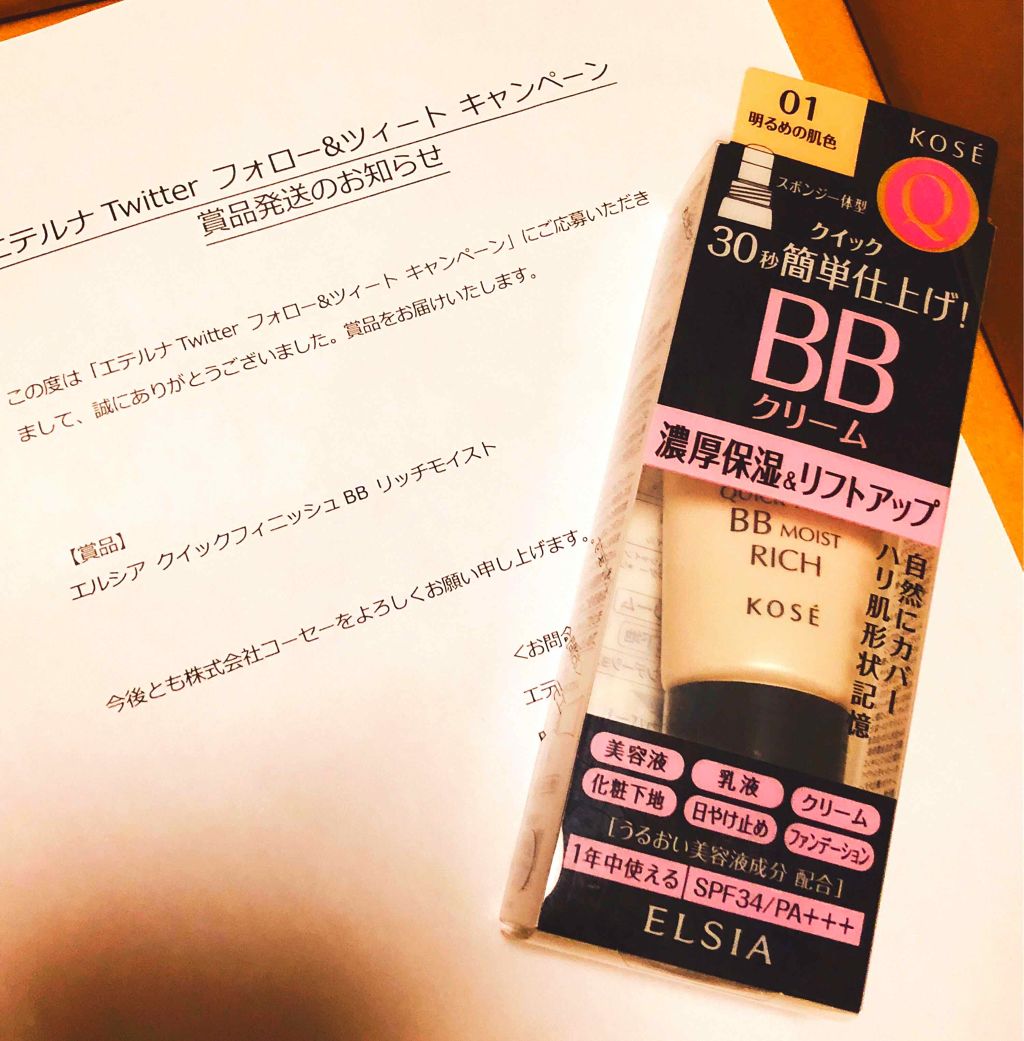 エテルナ Twitter フォロー&ツィート キャンペーン
賞品発送のお知らせ
この度は「エテルナ Twitter フォロー&ツィート キャンペーン」にご応募いただき
まして、誠にありがとうございました。賞品をお届けいたします。
【賞品】
エルシア クイックフィニッシュ BB リッチモイスト
今後とも株式会社コーセーをよろしくお願い申し上げます。
<お問合
エテル
01
明るめの肌色
KOSÉ
Q
スポンジ一体型
クイック
30秒簡単仕上げ!
BB
クリーム
濃厚保湿&リフトアップ
自然にカバー
ハリ肌形状記憶
QUICK
BB MOIST
RICH
KOSÉ
美容液 乳液 クリーム
化粧下地 日やけ止め ファンデーション
[うるおい美容液成分 配合]
1年中使える SPF34/PA+++
ELSIA